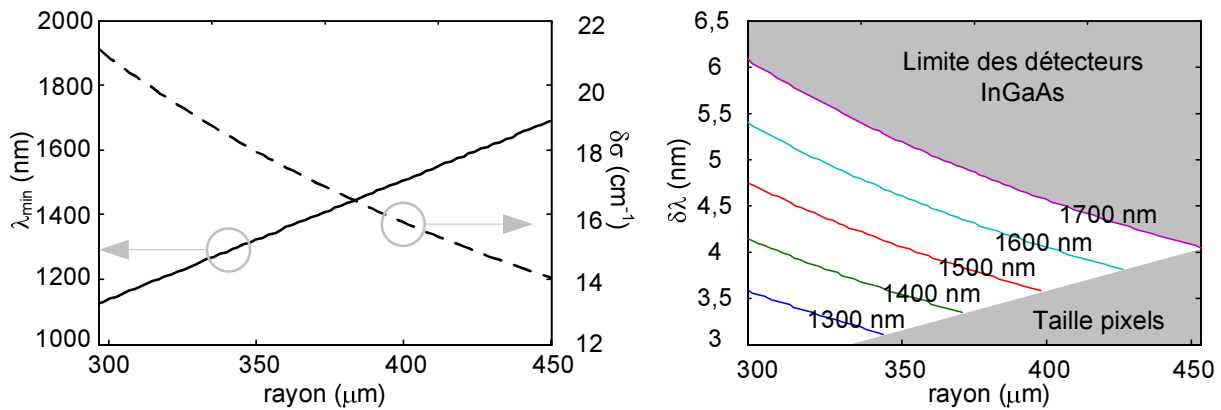 2000
1800
1600
1400
1200
1000
λmin (nm)
22
20
18
16
14
12
δσ (cm-1)
300
350
400
450
rayon (μm)
6,5
6
5,5
5
4,5
4
3,5
3
δλ (nm)
Limite des détecteurs
InGaAs
1700 nm
1600 nm
1500 nm
1400 nm
1300 nm
Taille pixels
300
350
400
450
rayon (μm)